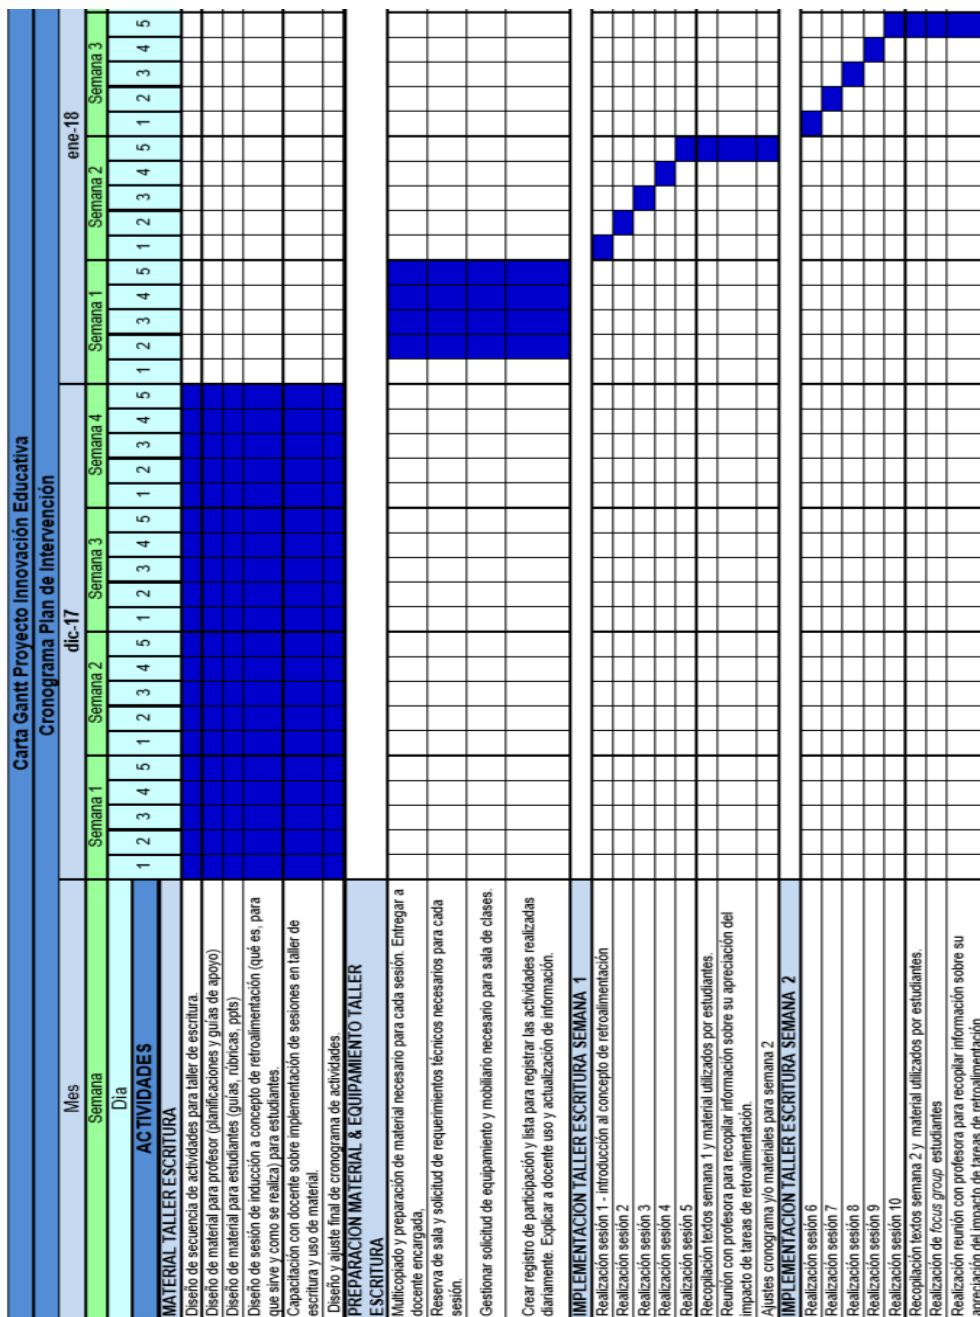 Carta Gantt Proyecto Innovación Educativa
Cronograma Plan de Intervención
Mes dic-17 ene-18
Semana Semana 1 Semana 2 Semana 3 Semana 4 Semana 1 Semana 2 Semana 3
Dia 1 2 3 4 5 1 2 3 4 5 1 2 3 4 5 1 2 3 4 5 1 2 3 4 5 1 2 3 4 5 1 2 3 4 5
ACTIVIDADES
MATERIAL TALLER ESCRITURA
Diseño de secuencia de actividades para taller de escritura.
Diseño de material para profesor (planificaciones y guías de apoyo)
Diseño de material para estudiantes (guías, rúbricas, ppts)
Diseño de sesión de inducción a concepto de retroalimentación (qué es, para
que sirve y como se realiza) para estudiantes.
Capacitación con docente sobre implementación de sesiones en taller de
escritura y uso de material.
Diseño y ajuste final de cronograma de actividades.
PREPARACION MATERIAL & EQUIPAMIENTO TALLER
ESCRITURA
Multicopiado y preparación de material necesario para cada sesión. Entregar a
docente encargada,
Reserva de sala y solicitud de requerimientos técnicos necesarios para cada
sesión.
Gestionar solicitud de equipamiento y mobiliario necesario para sala de clases.
Crear registro de participación y lista para registrar las actividades realizadas
diariamente. Explicar a docente uso y actualización de información.
IMPLEMENTACION TALLER ESCRITURA SEMANA 1
Realización sesión 1 - introducción al concepto de retroalimentación
Realización sesión 2
Realización sesión 3
Realización sesión 4
Realización sesión 5
Recopilación textos semana 1 y material utilizados por estudiantes.
Reunión con profesora para recopilar información sobre su apreciación del
impacto de tareas de retroalimentación.
Ajustes cronograma y/o materiales para semana 2
IMPLEMENTACION TALLER ESCRITURA SEMANA 2
Realización sesión 6
Realización sesión 7
Realización sesión 8
Realización sesión 9
Realización sesión 10
Recopilación textos semana 2 y material utilizados por estudiantes.
Realización de focus group estudiantes
Realización reunión con profesora para recopilar información sobre su
apreciación del impacto de tareas de retroalimentación